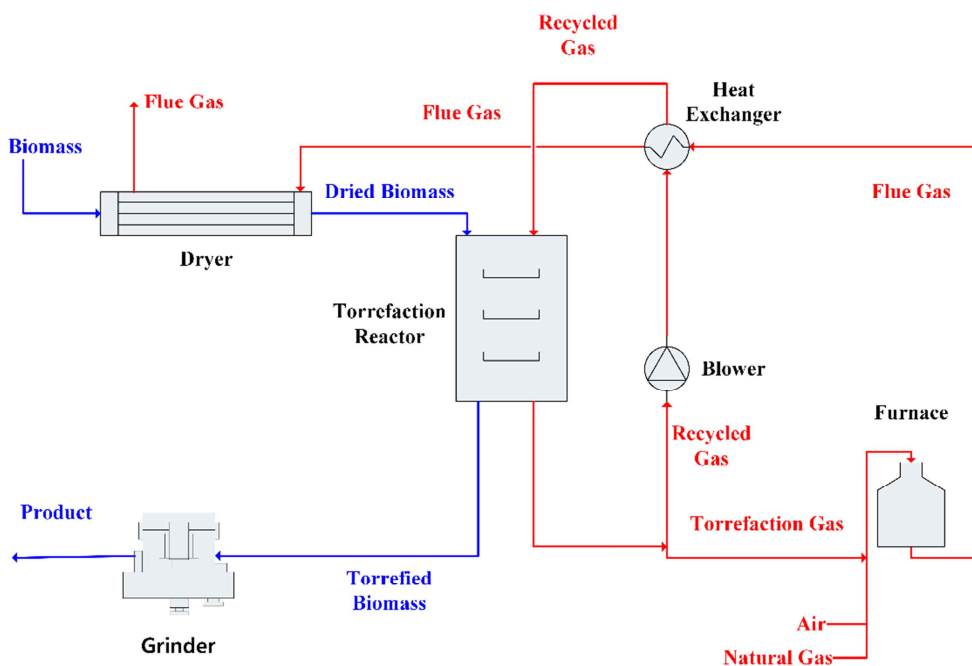 Recycled
Gas
Heat
Exchanger
Flue Gas
Flue Gas
Biomass
Flue Gas
Dried Biomass
Dryer
Torrefaction
Reactor
Blower
Furnace
Recycled
Gas
Product
Torrefaction Gas
Torrefied
Biomass
Air
Grinder
Natural Gas